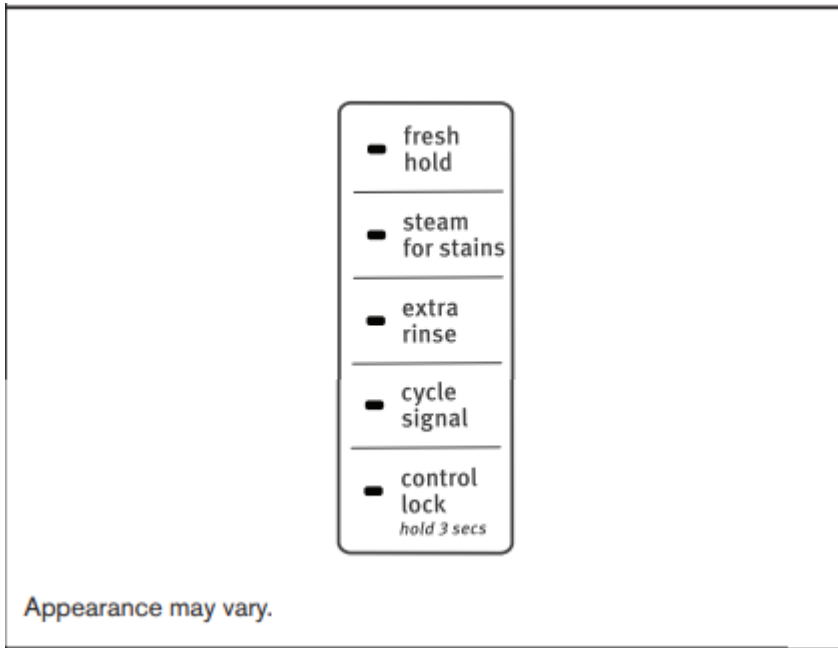 fresh
hold
steam
for stains
extra
rinse
cycle
signal
control
lock
hold 3 secs
Appearance may vary.